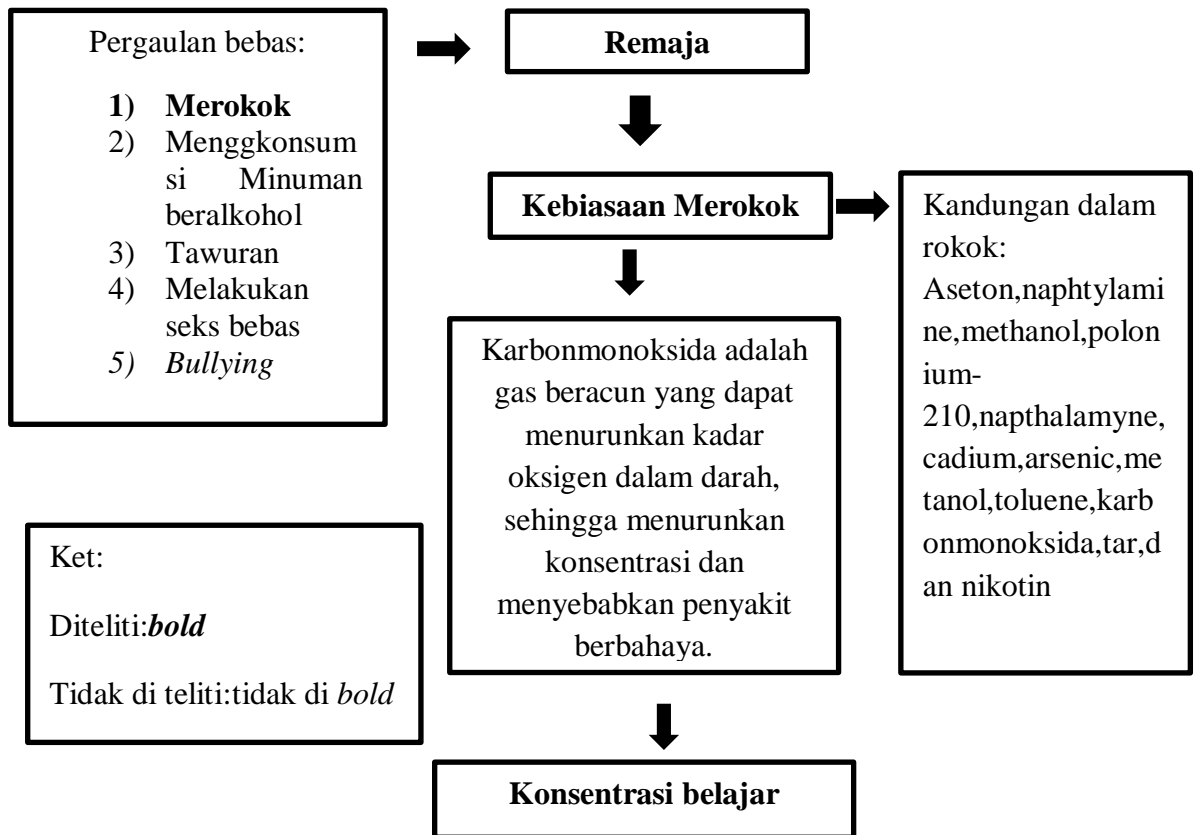 Pergaulan bebas:
1) Merokok
2) Menggkonsum
si Minuman
beralkohol
3) Tawuran
4) Melakukan
seks bebas
5) Bullying
Remaja
Kebiasaan Merokok
Kandungan dalam
rokok:
Aseton,naphtylami
ne,methanol,polon
ium-
210,napthalamyne,
cadium,arsenic,me
tanol,toluene,karb
onmonoksida,tar,d
an nikotin
Karbonmonoksida adalah
gas beracun yang dapat
menurunkan kadar
oksigen dalam darah,
sehingga menurunkan
konsentrasi dan
menyebabkan penyakit
berbahaya.
Ket:
Diteliti:bold
Tidak di teliti:tidak di bold
Konsentrasi belajar